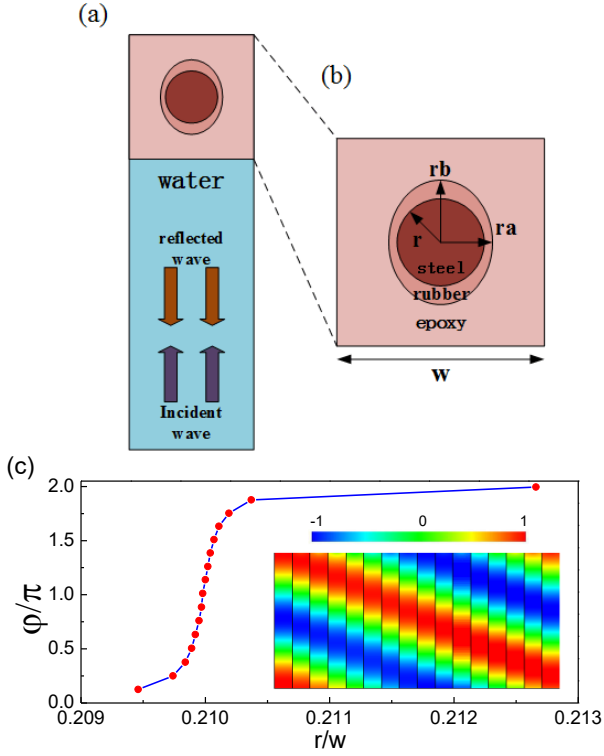 (a)
(b)
water
reflected
wave
Incident
wave
rb
ra
r
steel
rubber
epoxy
w
(c)
2.0
1.5
1.0
0.5
0.0
φ/π
-1 0 1
0.209 0.210 0.211 0.212 0.213
r/w